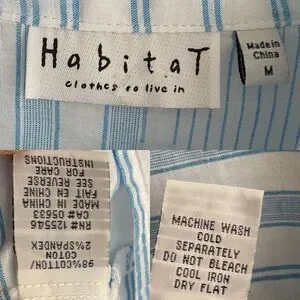 HabitaT
clothes to live in
Made in
China
M
98% COTTON/
COTTON
2% SPANDEX
RN# 125546
CA# 05633
MADE IN CHINA
FAIT EN CHINE
SEE REVERSE
FOR CARE
INSTRUCTIONS
MACHINE WASH
COLD
SEPARATELY
DO NOT BLEACH
COOL IRON
DRY FLAT